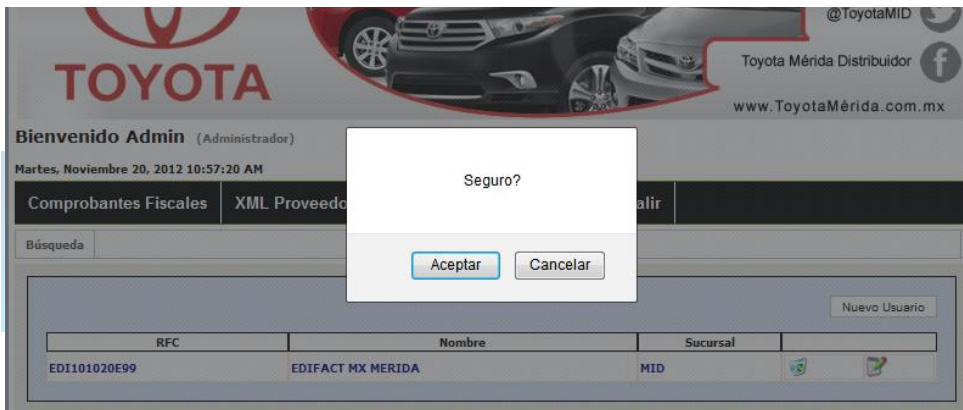 @ToyotaMID
TOYOTA
Toyota Mérida Distribuidor
www.ToyotaMérida.com.mx
Bienvenido Admin (Administrador)
Martes, Noviembre 20, 2012 10:57:20 AM
Seguro?
Comprobantes Fiscales XML Proveedo alir
Búsqueda
Aceptar Cancelar
Nuevo Usuario
RFC Nombre Sucursal
EDI101020E99 EDIFACT MX MERIDA MID